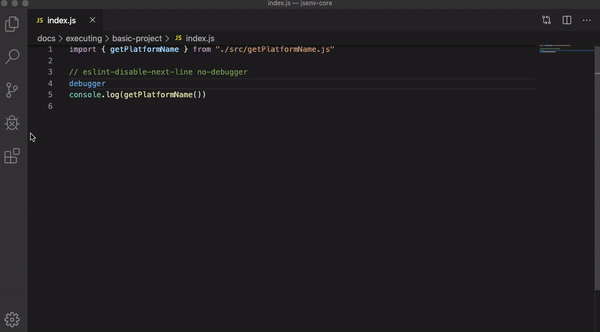 index.js — jsenv-core
JS index.js
docs > executing > basic-project > JS index.js
1 import { getPlatformName } from "./src/getPlatformName.js"
2
3 // eslint-disable-next-line no-debugger
4 debugger
5 console.log(getPlatformName())
6